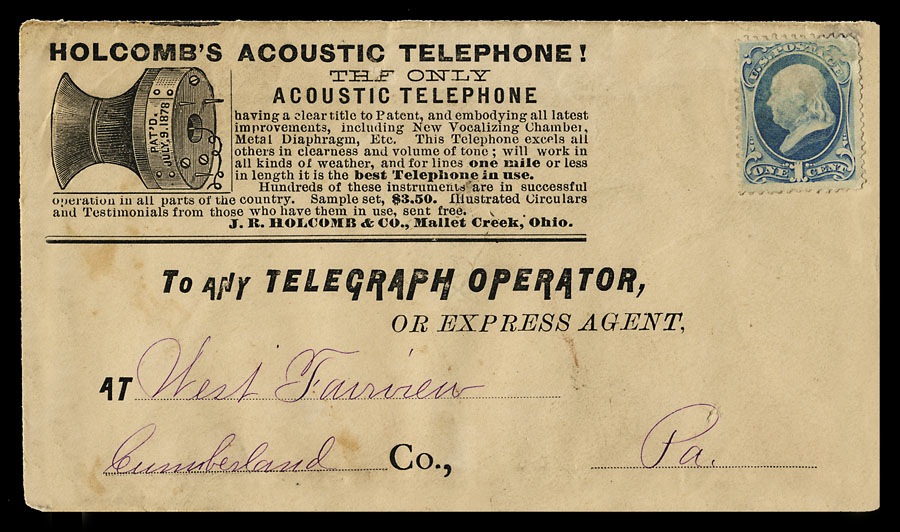 HOLCOMB'S ACOUSTIC TELEPHONE!
THE ONLY
ACOUSTIC TELEPHONE
having a clear title to Patent, and embodying all latest
improvements, including New Vocalizing Chamber,
Metal Diaphragm, Etc. This Telephone excels all
others in clearness and volume of tone; will work in
all kinds of weather, and for lines one mile or less
in length it is the best Telephone in use.
Hundreds of these instruments are in successful
operation in all parts of the country. Sample set, $3.50. Illustrated Circulars
and Testimonials from those who have them in use, sent free.
J. R. HOLCOMB & CO., Mallet Creek, Ohio.
PAT'D.
JULY, 9. 1878
U.S. POSTAGE
ONE 1 CENT
To ANY TELEGRAPH OPERATOR,
OR EXPRESS AGENT,
AT West Fairview
Cumberland Co., Pa.